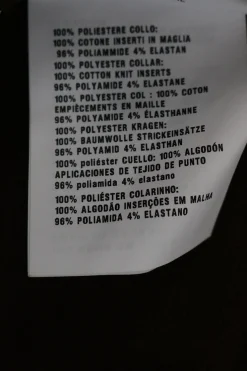 100% POLIESTERE COLLO:
100% COTONE INSERTI IN MAGLIA
96% POLIAMMIDE 4% ELASTAN
100% POLYESTER COLLAR:
100% COTTON KNIT INSERTS
96% POLYAMIDE 4% ELASTANE
100% POLYESTER COL : 100% COTON
EMPIÈCEMENTS EN MAILLE
96% POLYAMIDE 4% ÉLASTHANNE
100% POLYESTER KRAGEN:
100% BAUMWOLLE STRICKEINSÄTZE
96% POLYAMID 4% ELASTHAN
100% poliéster CUELLO: 100% ALGODÓN
APLICACIONES DE TEJIDO DE PUNTO
96% poliamida 4% elastano
100% POLIÉSTER COLARINHO:
100% ALGODÃO INSERÇÕES EM MALHA
96% POLIAMIDA 4% ELASTANO